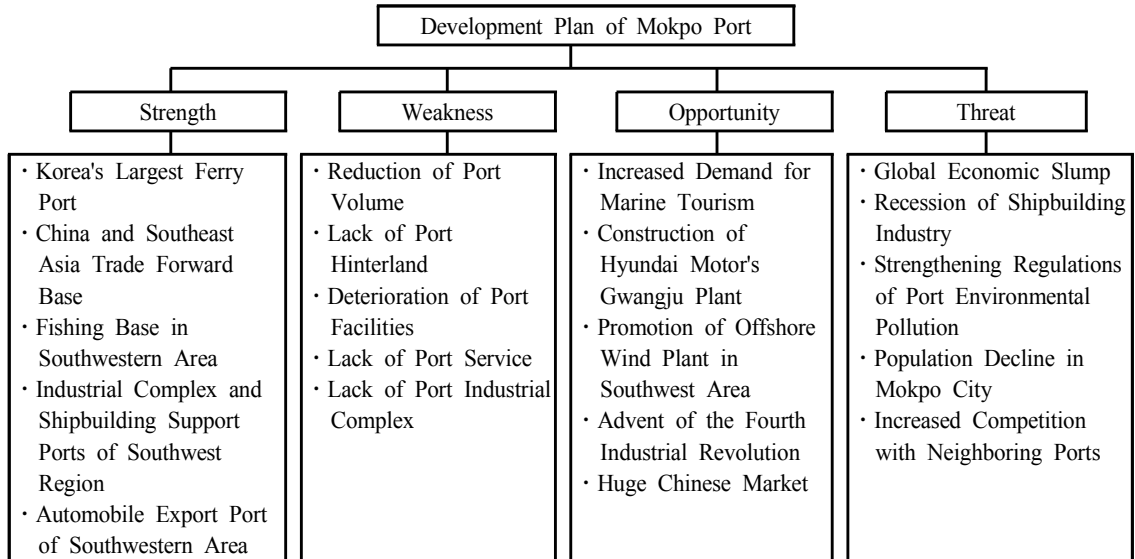 Development Plan of Mokpo Port
Strength
Weakness
Opportunity
Threat
· Korea's Largest Ferry
Port
· China and Southeast
Asia Trade Forward
Base
· Fishing Base in
Southwestern Area
· Industrial Complex and
Shipbuilding Support
Ports of Southwest
Region
· Automobile Export Port
of Southwestern Area
· Reduction of Port
Volume
· Lack of Port
Hinterland
· Deterioration of Port
Facilities
· Lack of Port Service
· Lack of Port Industrial
Complex
· Increased Demand for
Marine Tourism
· Construction of
Hyundai Motor's
Gwangju Plant
· Promotion of Offshore
Wind Plant in
Southwest Area
· Advent of the Fourth
Industrial Revolution
· Huge Chinese Market
· Global Economic Slump
· Recession of Shipbuilding
Industry
· Strengthening Regulations
of Port Environmental
Pollution
· Population Decline in
Mokpo City
· Increased Competition
with Neighboring Ports